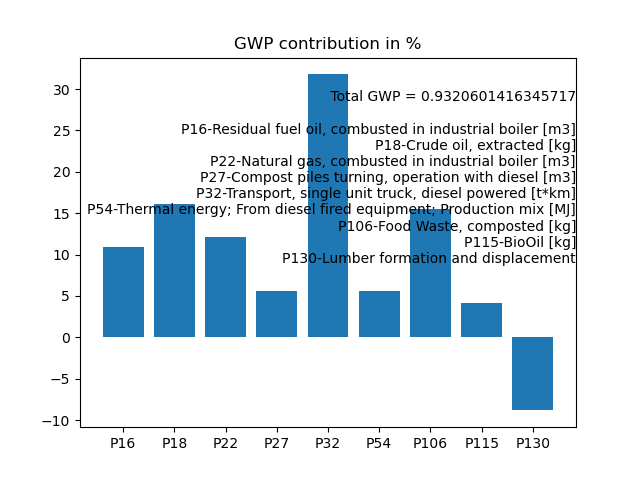 GWP contribution in %
30
25
20
15
10
5
0
−5
−10
Total GWP = 0.9320601416345717
P16-Residual fuel oil, combusted in industrial boiler [m3]
P18-Crude oil, extracted [kg]
P22-Natural gas, combusted in industrial boiler [m3]
P27-Compost piles turning, operation with diesel [m3]
P32-Transport, single unit truck, diesel powered [t*km]
P54-Thermal energy; From diesel fired equipment; Production mix [MJ]
P106-Food Waste, composted [kg]
P115-BioOil [kg]
P130-Lumber formation and displacement
P16 P18 P22 P27 P32 P54 P106 P115 P130